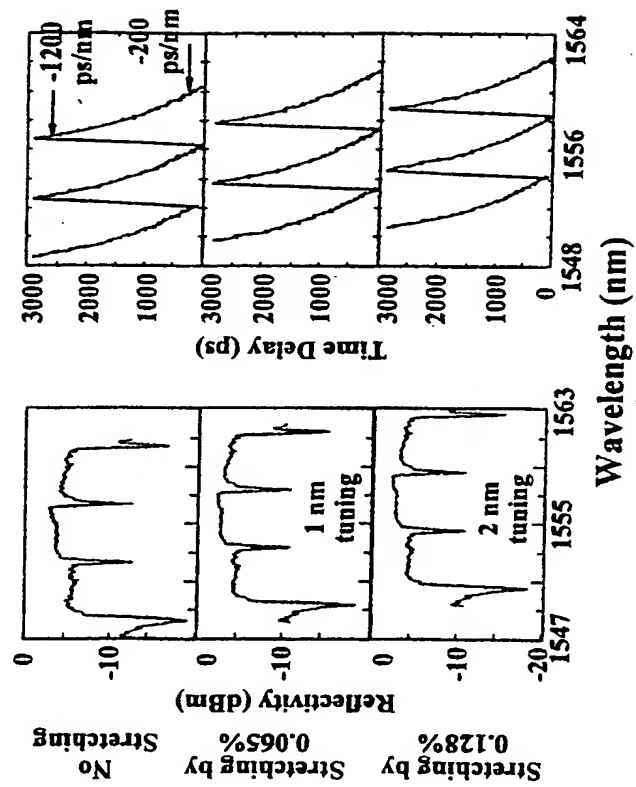 -1200
ps/nm
-200
ps/nm
3000
2000
1000
3000
2000
1000
3000
2000
1000
0
Time Delay (ps)
1548
1556
1564
0
-10
0
-10
0
-10
-20
Reflectivity (dBm)
1 nm
tuning
2 nm
tuning
1547
1555
1563
Wavelength (nm)
No
Stretching
Stretching by
0.065%
Stretching by
0.128%